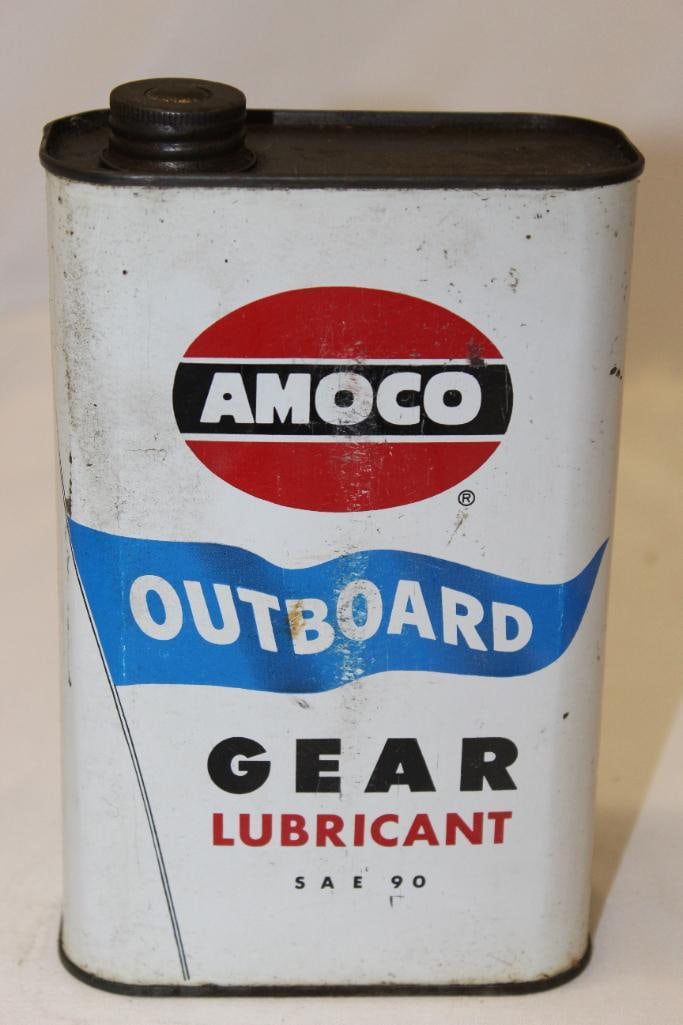 AMOCO
®
OUTBOARD
GEAR
LUBRICANT
SAE 90